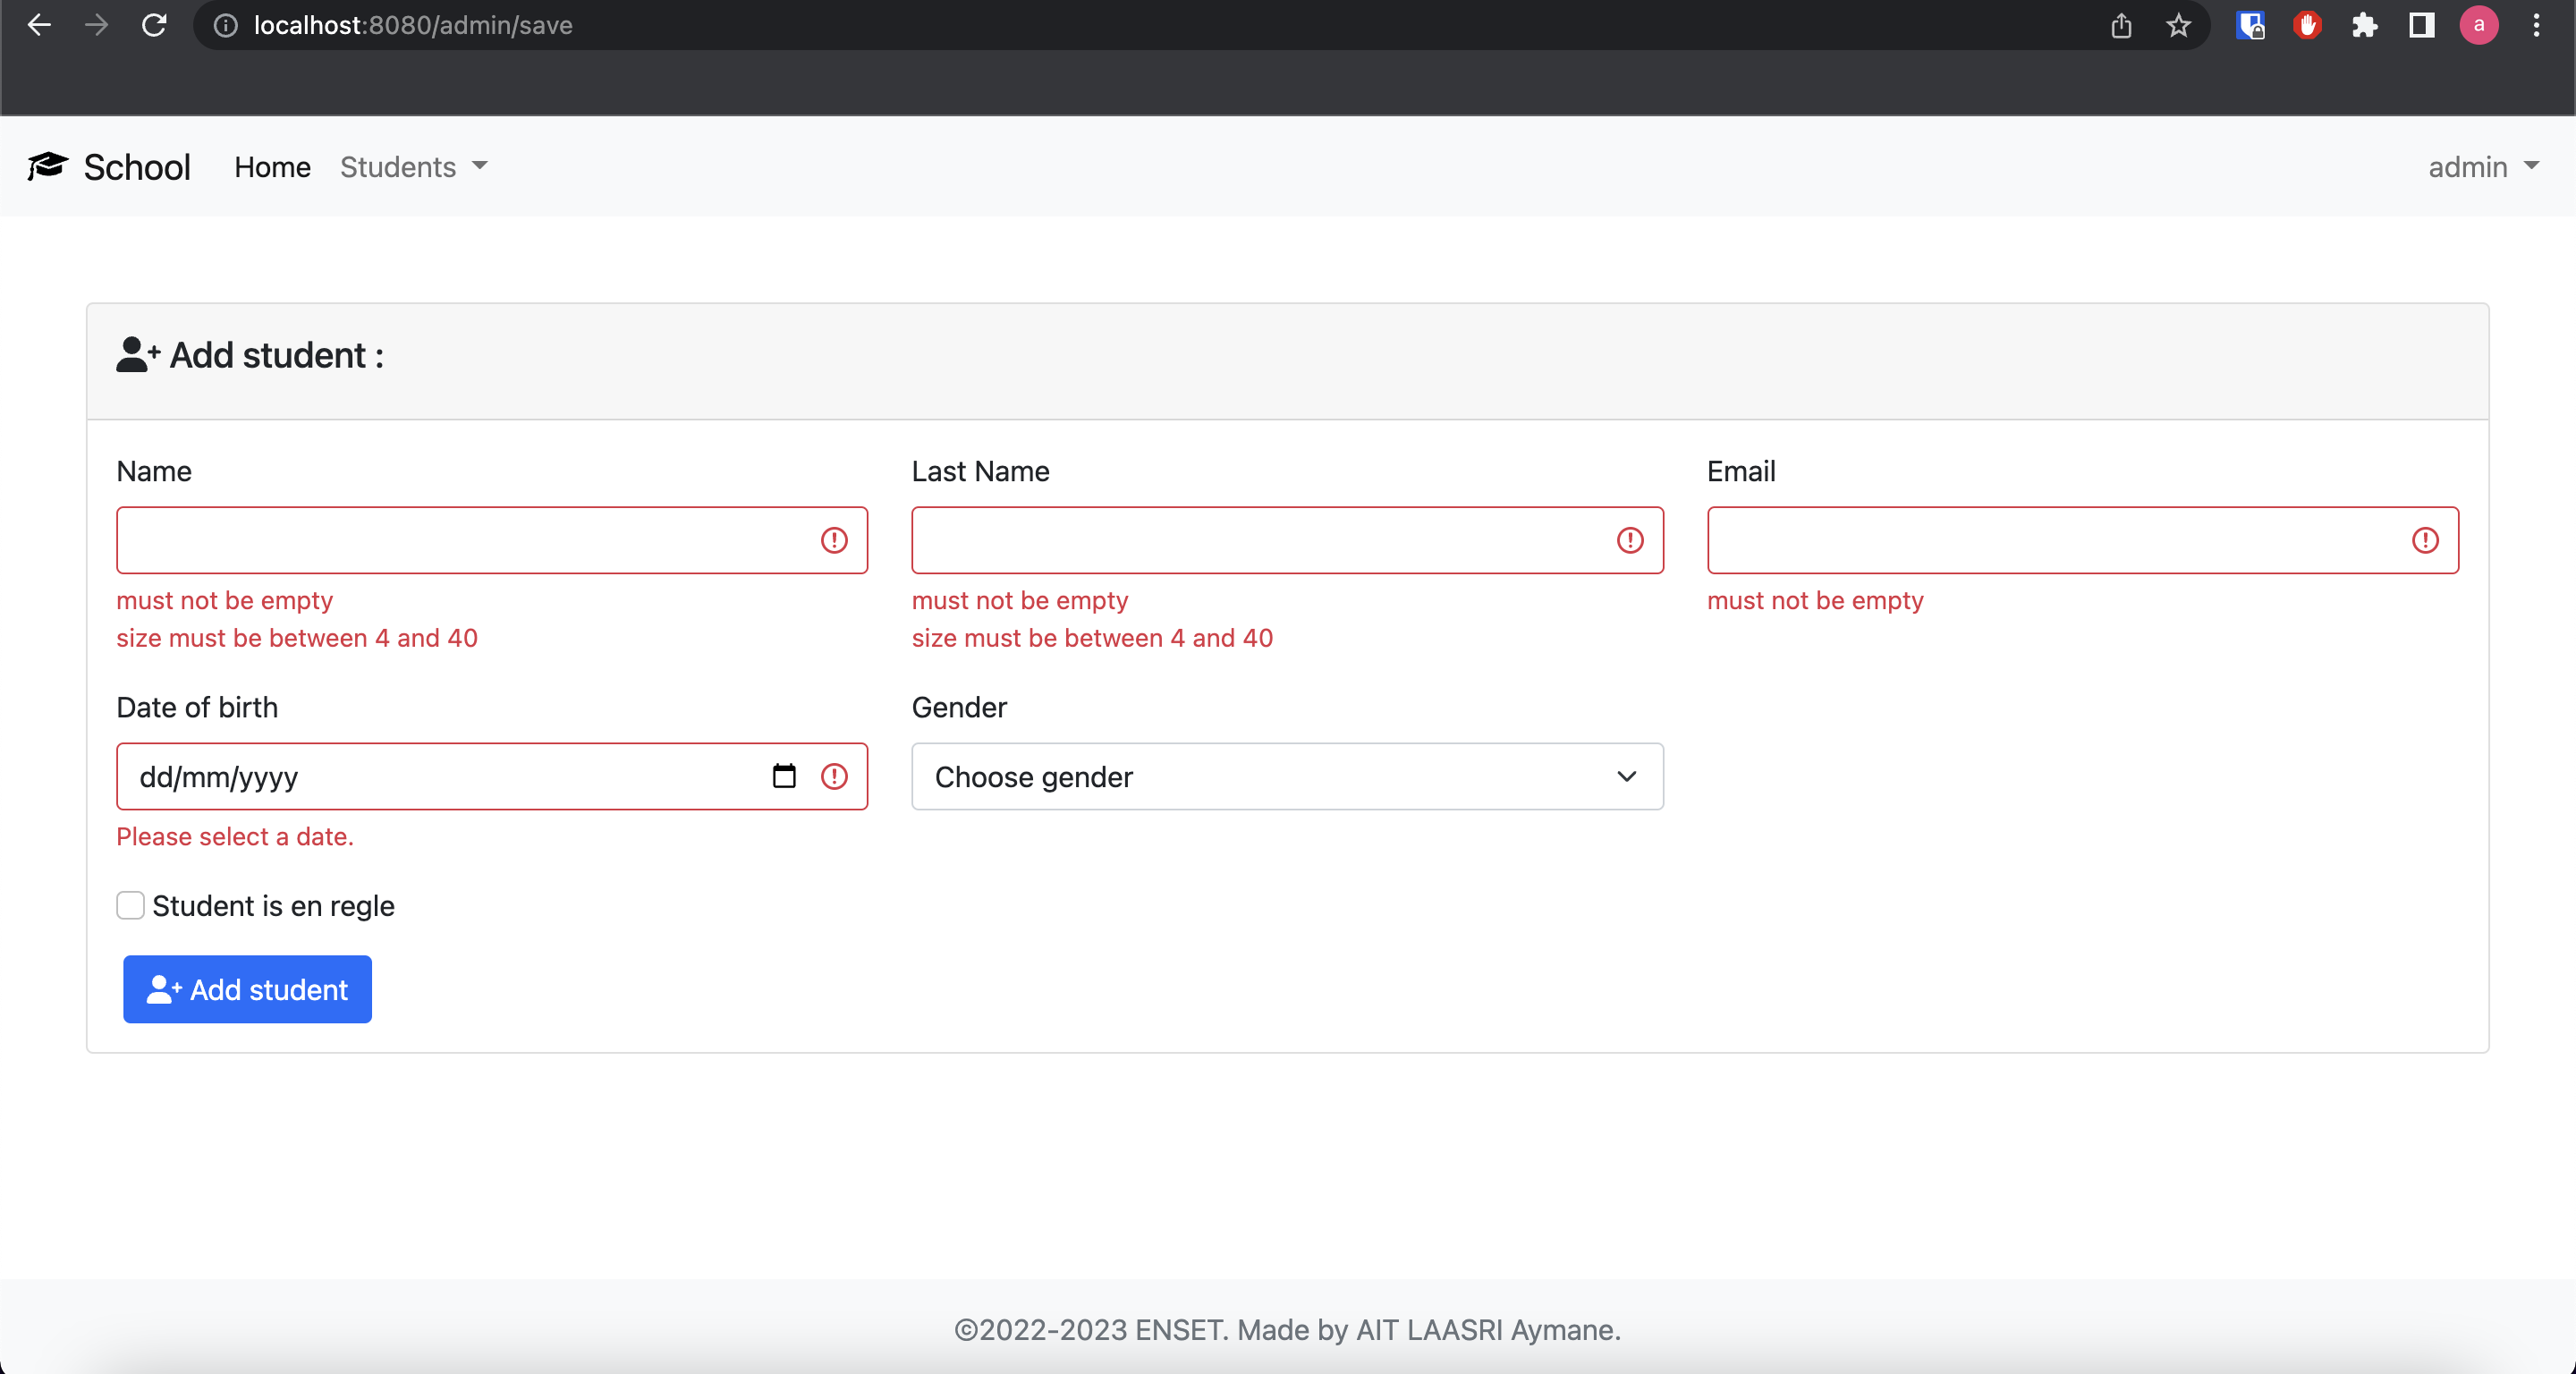 localhost:8080/admin/save
a
School Home Students admin
Add student :
Name Last Name Email
must not be empty must not be empty must not be empty
size must be between 4 and 40 size must be between 4 and 40
Date of birth Gender
dd/mm/yyyy Choose gender
Please select a date.
Student is en regle
Add student
©2022-2023 ENSET. Made by AIT LAASRI Aymane.